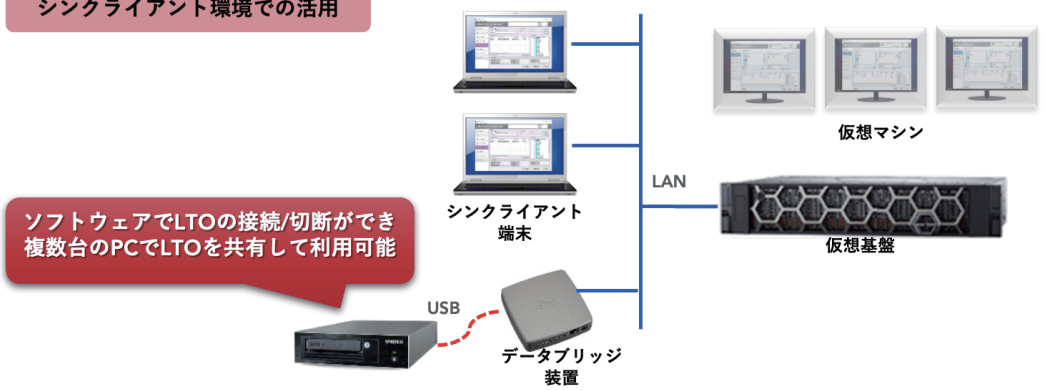 シンクライアント環境での活用
仮想マシン
LAN
シンクライアント
端末
ソフトウェアでLTOの接続/切断ができ
複数台のPCでLTOを共有して利用可能
仮想基盤
USB
データブリッジ
装置